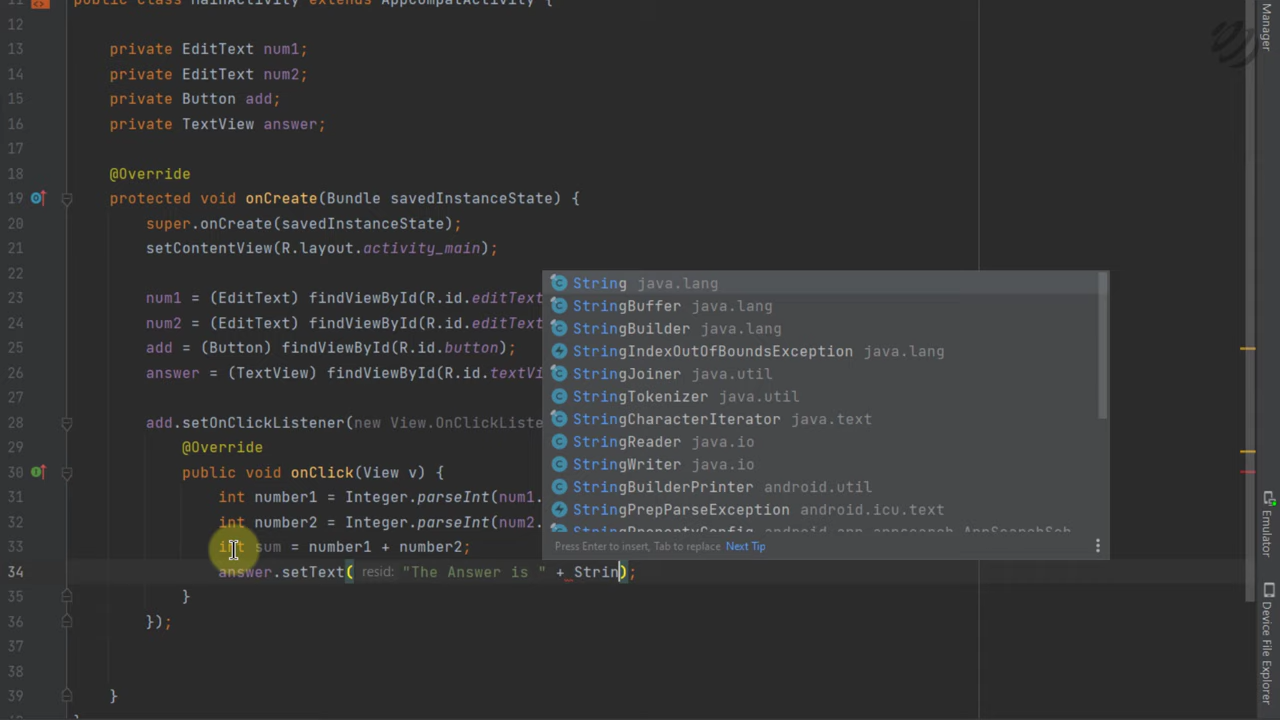 11 public class MainActivity extends AppCompatActivity {
12
13 private EditText num1;
14 private EditText num2;
15 private Button add;
16 private TextView answer;
17
18 @Override
19 protected void onCreate(Bundle savedInstanceState) {
20 super.onCreate(savedInstanceState);
21 setContentView(R.layout.activity_main);
22
23 num1 = (EditText) findViewById(R.id.editText
24 num2 = (EditText) findViewById(R.id.editText
25 add = (Button) findViewById(R.id.button);
26 answer = (TextView) findViewById(R.id.textVi
27
28 add.setOnClickListener(new View.OnClickListe
29 @Override
30 public void onClick(View v) {
31 int number1 = Integer.parseInt(num1.
32 int number2 = Integer.parseInt(num2.
33 int sum = number1 + number2;
34 answer.setText( resid: "The Answer is " + Strin);
35 }
36 });
37
38
39 }
String java.lang
StringBuffer java.lang
StringBuilder java.lang
StringIndexOutOfBoundsException java.lang
StringJoiner java.util
StringTokenizer java.util
StringCharacterIterator java.text
StringReader java.io
StringWriter java.io
StringBuilderPrinter android.util
StringPrepParseException android.icu.text
Press Enter to insert, Tab to replace Next Tip
Manager
Emulator
Device File Explorer